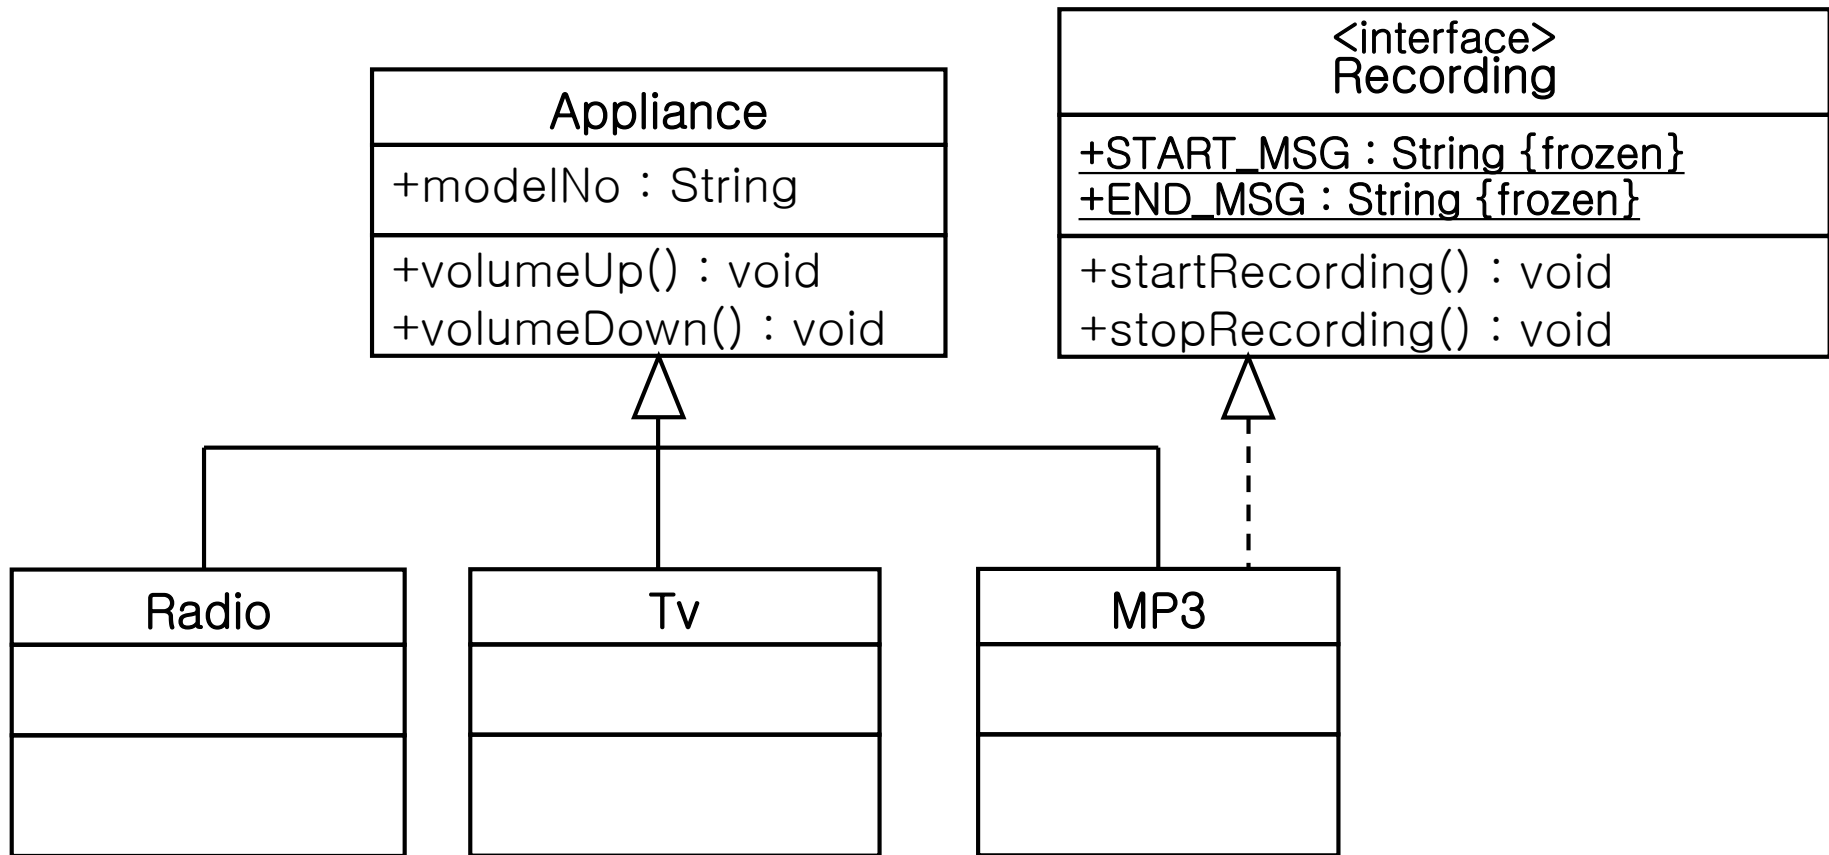 Appliance
+modelNo : String
+volumeUp() : void
+volumeDown() : void
<interface>
Recording
+START_MSG : String {frozen}
+END_MSG : String {frozen}
+startRecording() : void
+stopRecording() : void
Radio
Tv
MP3